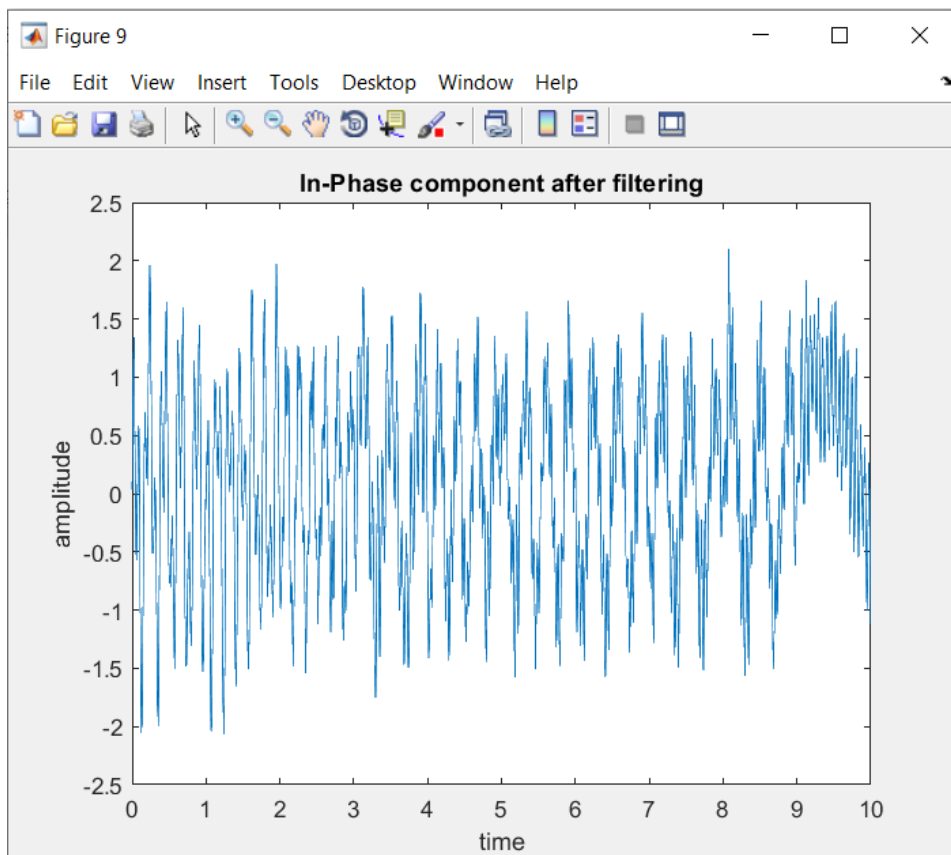 Figure 9
File Edit View Insert Tools Desktop Window Help
In-Phase component after filtering
2.5
2
1.5
1
0.5
0
-0.5
-1
-1.5
-2
-2.5
amplitude
0 1 2 3 4 5 6 7 8 9 10
time